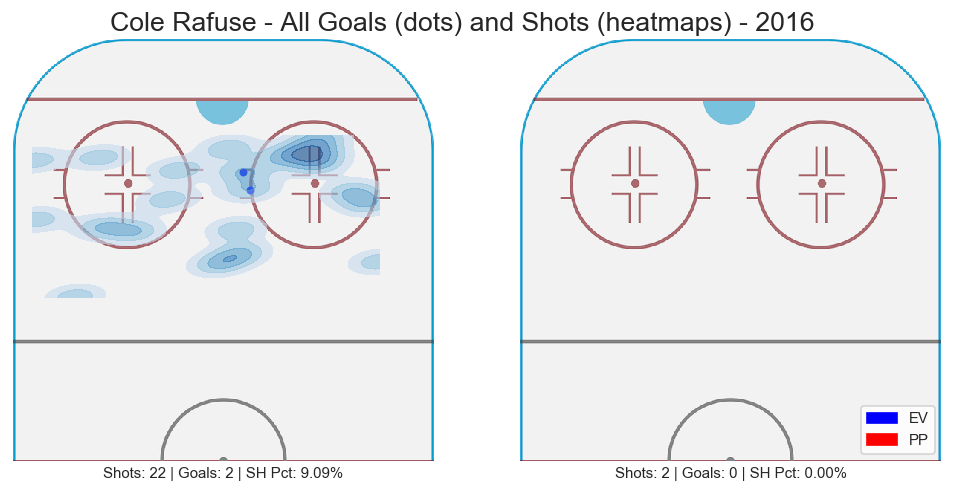 Cole Rafuse - All Goals (dots) and Shots (heatmaps) - 2016
EV
PP
Shots: 22 | Goals: 2 | SH Pct: 9.09%
Shots: 2 | Goals: 0 | SH Pct: 0.00%